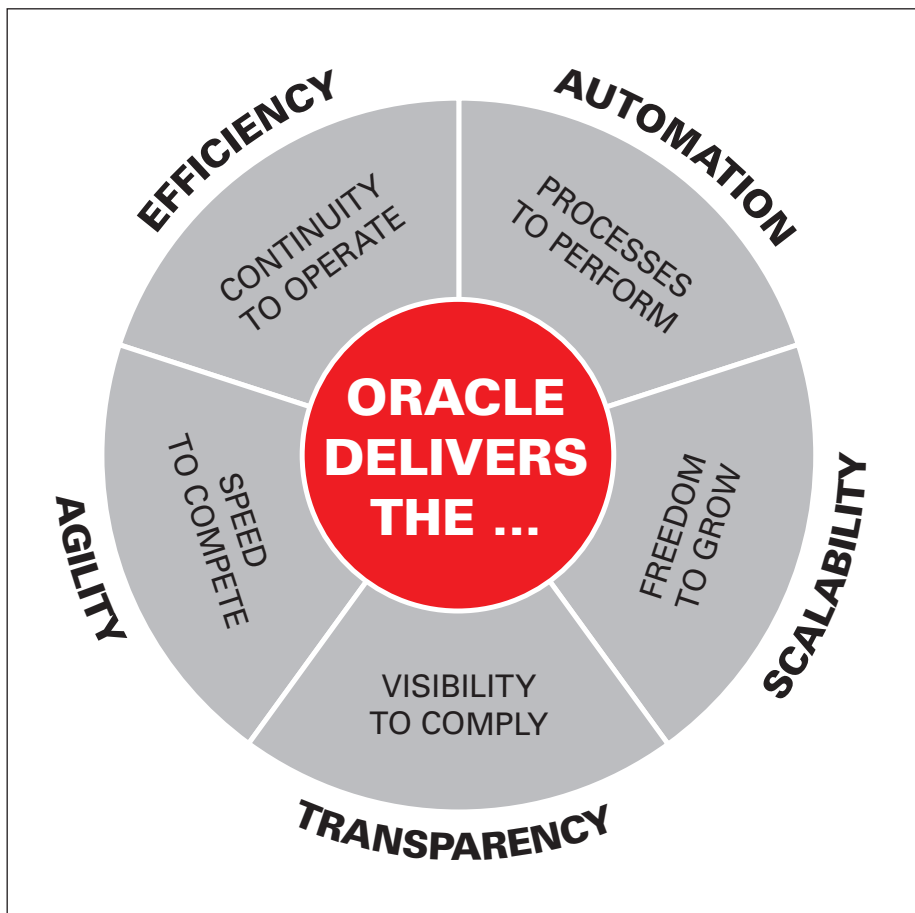 ORACLE
DELIVERS
THE ...
AUTOMATION
PROCESSES
TO PERFORM
SCALABILITY
FREEDOM
TO GROW
TRANSPARENCY
VISIBILITY
TO COMPLY
AGILITY
SPEED
TO COMPETE
EFFICIENCY
CONTINUITY
TO OPERATE